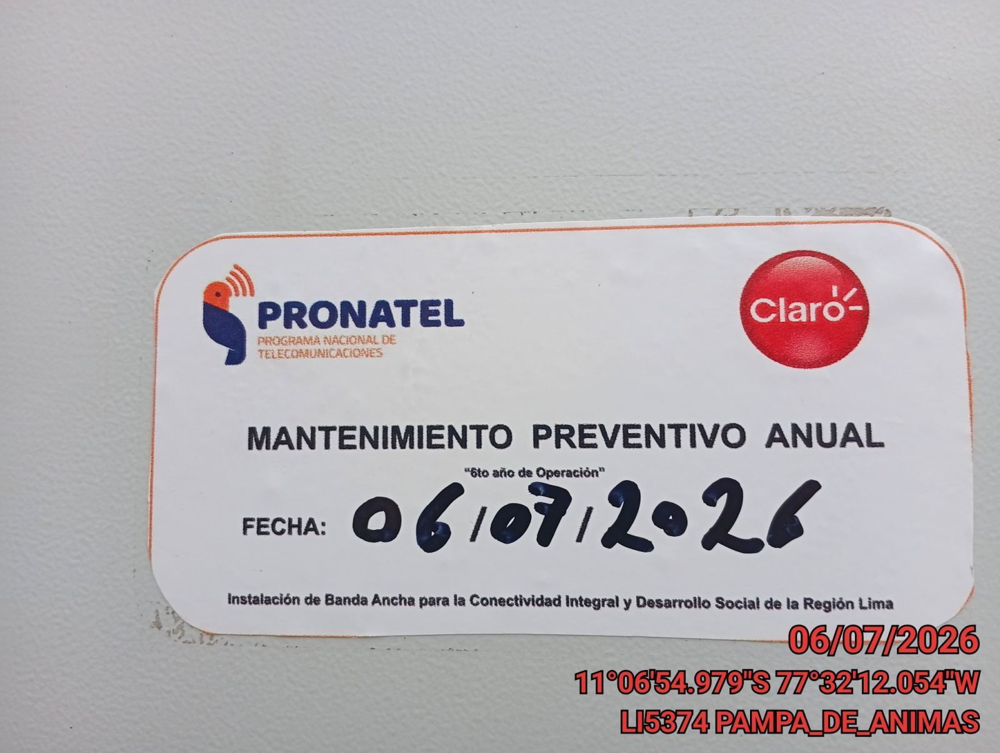 PRONATEL
PROGRAMA NACIONAL DE
TELECOMUNICACIONES
Claro
MANTENIMIENTO PREVENTIVO ANUAL
"6to año de Operación"
FECHA: 06/07/2026
Instalación de Banda Ancha para la Conectividad Integral y Desarrollo Social de la Región Lima
06/07/2026
11°06'54.979"S 77°32'12.054"W
LI5374 PAMPA_DE_ANIMAS